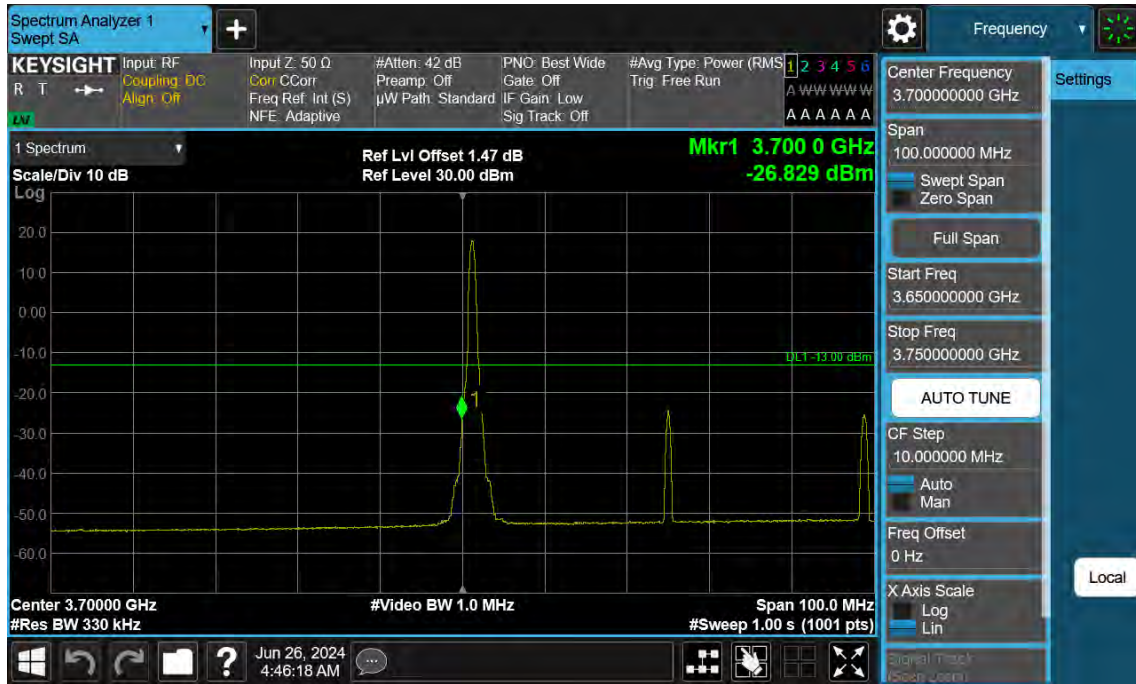 Spectrum Analyzer 1
Swept SA
Frequency
KEYSIGHT
R T
LXI
Input: RF
Coupling: DC
Align: Off
Input Z: 50 Ω
Corr CCorr
Freq Ref: Int (S)
NFE: Adaptive
#Atten: 42 dB
Preamp: Off
µW Path: Standard
PNO: Best Wide
Gate: Off
IF Gain: Low
Sig Track: Off
#Avg Type: Power (RMS
Trig: Free Run
1 2 3 4 5 6
A W W W W W
A A A A A A
1 Spectrum
Scale/Div 10 dB
Log
Ref Lvl Offset 1.47 dB
Ref Level 30.00 dBm
Mkr1 3.700 0 GHz
-26.829 dBm
20.0
10.0
0.00
-10.0
-20.0
-30.0
-40.0
-50.0
-60.0
DL1 -13.00 dBm
1
Center 3.70000 GHz
#Res BW 330 kHz
#Video BW 1.0 MHz
Span 100.0 MHz
#Sweep 1.00 s (1001 pts)
Center Frequency
3.700000000 GHz
Settings
Span
100.000000 MHz
Swept Span
Zero Span
Full Span
Start Freq
3.650000000 GHz
Stop Freq
3.750000000 GHz
AUTO TUNE
CF Step
10.000000 MHz
Auto
Man
Freq Offset
0 Hz
Local
X Axis Scale
Log
Lin
Signal Track
(Span Zoom)
?
Jun 26, 2024
4:46:18 AM